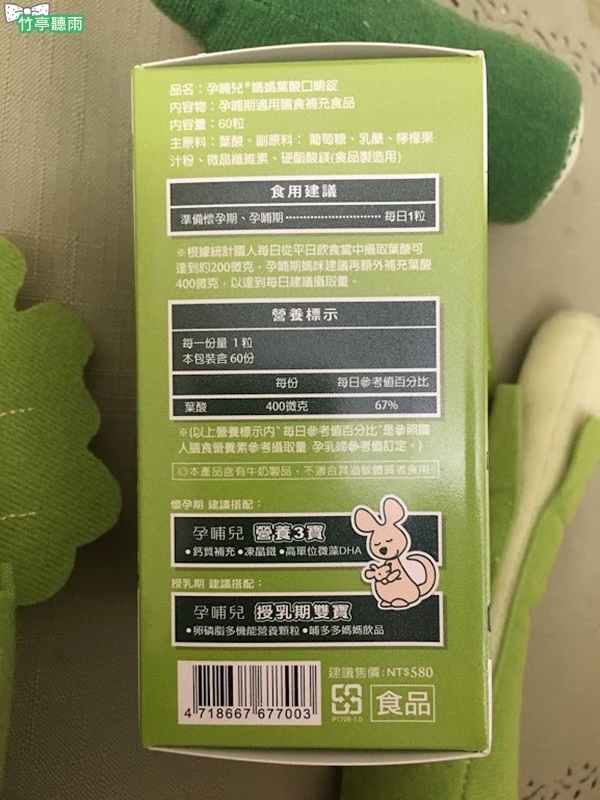 竹亭聽雨
品名：孕哺兒®媽媽葉酸口嚼錠
內容物：孕哺期適用膳食補充食品
內容量：60粒
主原料：葉酸。副原料： 葡萄糖、乳醣、檸檬果
汁粉、微晶纖維素、硬酯酸鎂(食品製造用)
食用建議
準備懷孕期、孕哺期 ································ 每日1粒
※根據統計國人每日從平日飲食當中攝取葉酸可
達到約200微克，孕哺期媽咪建議再額外補充葉酸
400微克，以達到每日建議攝取量。
營養標示
每一份量 1 粒
本包裝含 60份
每份 每日參考值百分比
葉酸 400微克 67%
※(以上營養標示內"每日參考值百分比"是參照國
人膳食營養素參考攝取量 孕乳婦參考值訂定。)
◎本產品含有牛奶製品，不適合其過敏體質者食用
懷孕期 建議搭配：
孕哺兒 營養3寶
•鈣質補充 •凍晶鐵 •高單位微藻DHA
授乳期 建議搭配：
孕哺兒 授乳期雙寶
•卵磷脂多機能營養顆粒 •哺多多媽媽飲品
建議售價：NT$580
4 718667 677003
P1706-1.0
食品